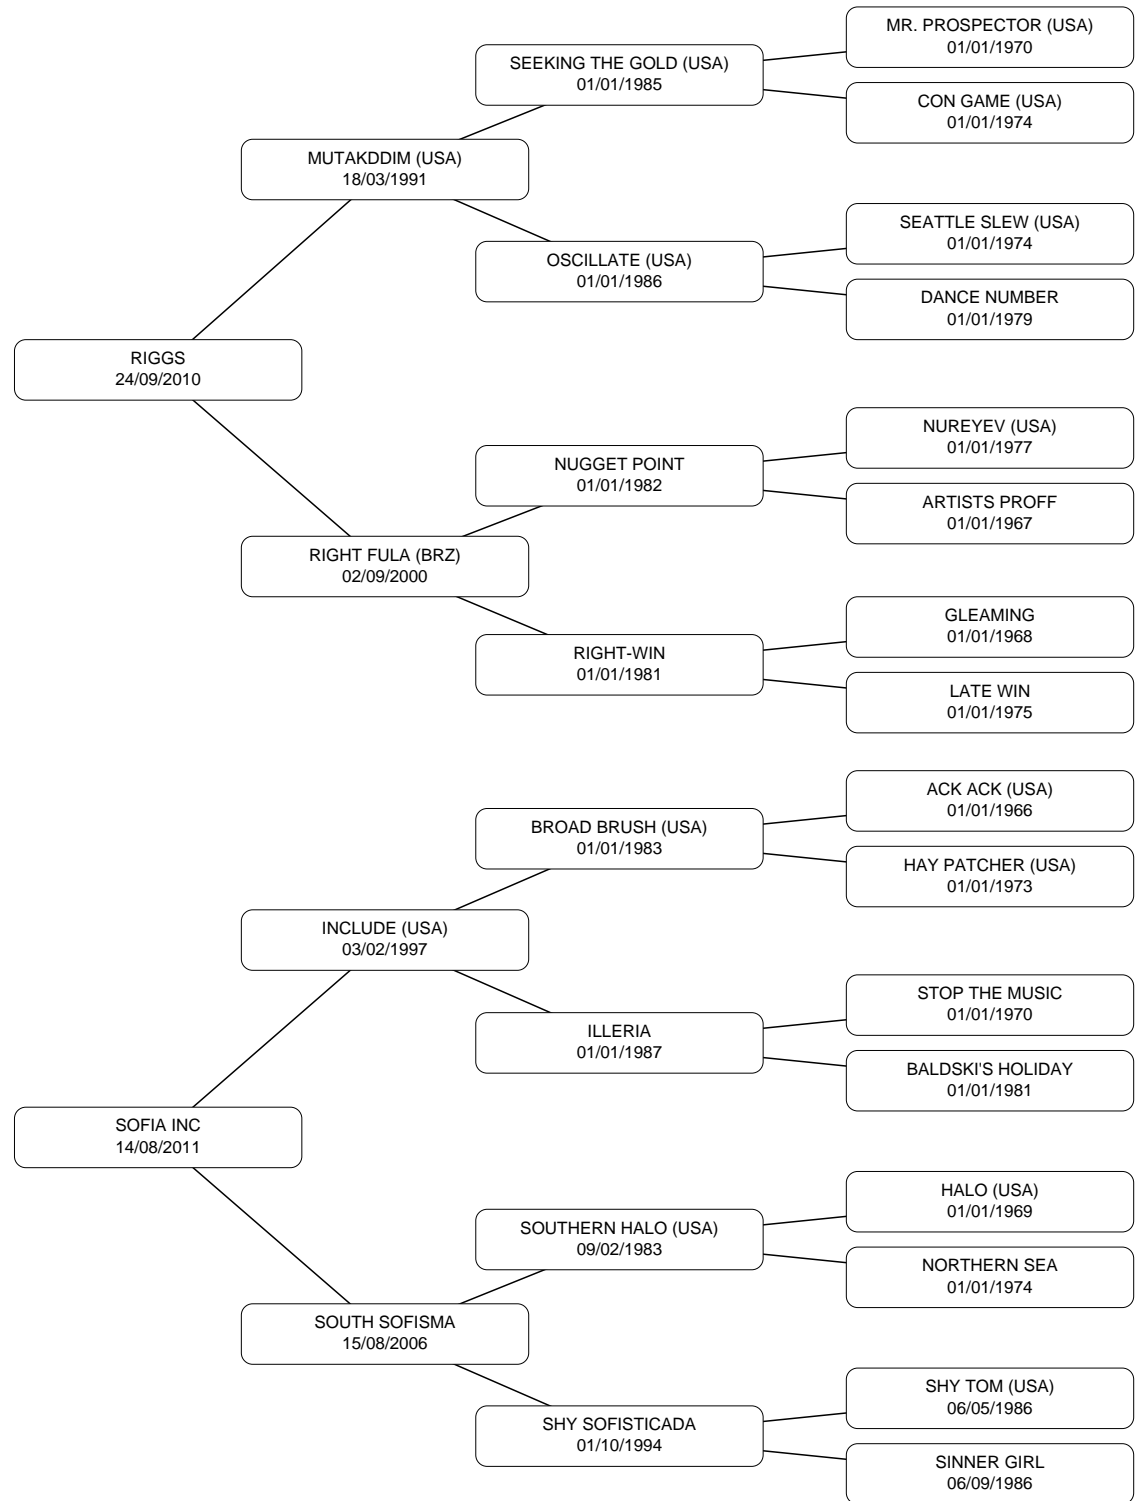 MR. PROSPECTOR (USA)
01/01/1970
SEEKING THE GOLD (USA)
01/01/1985
CON GAME (USA)
01/01/1974
MUTAKDDIM (USA)
18/03/1991
SEATTLE SLEW (USA)
01/01/1974
OSCILLATE (USA)
01/01/1986
DANCE NUMBER
01/01/1979
RIGGS
24/09/2010
NUREYEV (USA)
01/01/1977
NUGGET POINT
01/01/1982
ARTISTS PROFF
01/01/1967
RIGHT FULA (BRZ)
02/09/2000
GLEAMING
01/01/1968
RIGHT-WIN
01/01/1981
LATE WIN
01/01/1975
ACK ACK (USA)
01/01/1966
BROAD BRUSH (USA)
01/01/1983
HAY PATCHER (USA)
01/01/1973
INCLUDE (USA)
03/02/1997
STOP THE MUSIC
01/01/1970
ILLERIA
01/01/1987
BALDSKI'S HOLIDAY
01/01/1981
SOFIA INC
14/08/2011
HALO (USA)
01/01/1969
SOUTHERN HALO (USA)
09/02/1983
NORTHERN SEA
01/01/1974
SOUTH SOFISMA
15/08/2006
SHY TOM (USA)
06/05/1986
SHY SOFISTICADA
01/10/1994
SINNER GIRL
06/09/1986